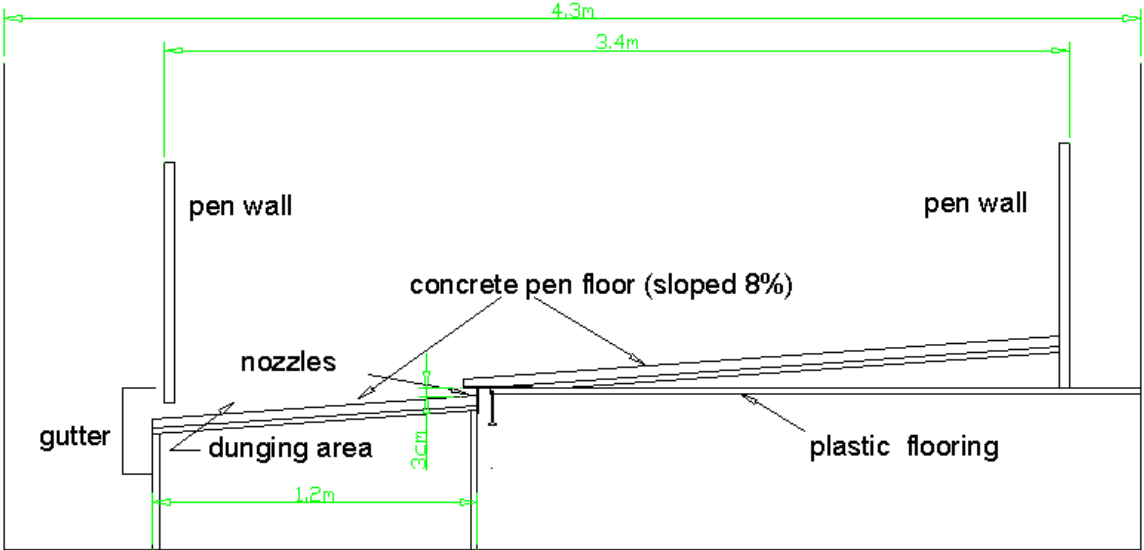 4.3m
3.4m
pen wall
pen wall
concrete pen floor (sloped 8%)
nozzles
gutter
dunging area
3cm
plastic flooring
1.2m